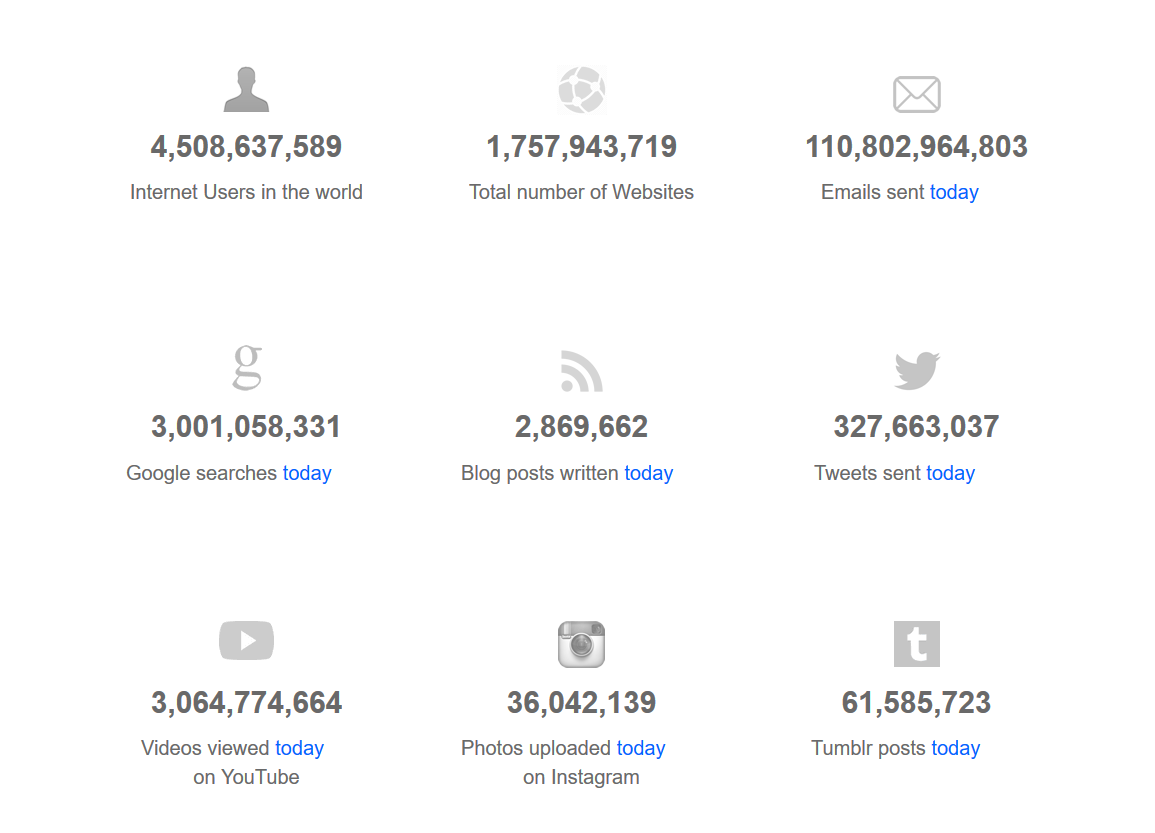 4,508,637,589
Internet Users in the world
1,757,943,719
Total number of Websites
110,802,964,803
Emails sent today
3,001,058,331
Google searches today
2,869,662
Blog posts written today
327,663,037
Tweets sent today
3,064,774,664
Videos viewed today
on YouTube
36,042,139
Photos uploaded today
on Instagram
61,585,723
Tumblr posts today